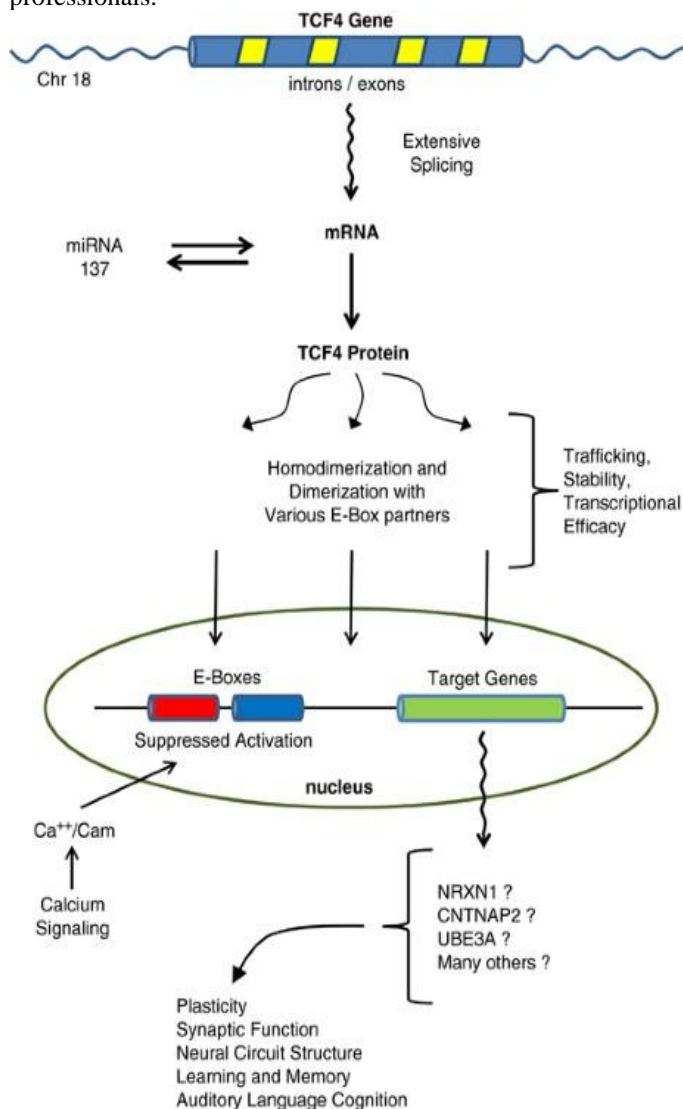 professionals.
TCF4 Gene
Chr 18
introns / exons
Extensive
Splicing
mRNA
miRNA
137
TCF4 Protein
Homodimerization and
Dimerization with
Various E-Box partners
Trafficking,
Stability,
Transcriptional
Efficacy
E-Boxes
Target Genes
Suppressed Activation
nucleus
Ca++/Cam
Calcium
Signaling
NRXN1 ?
CNTNAP2 ?
UBE3A ?
Many others ?
Plasticity
Synaptic Function
Neural Circuit Structure
Learning and Memory
Auditory Language Cognition